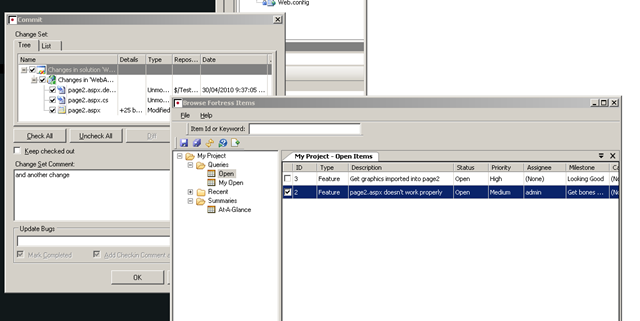 Web.config
Commit
Change Set:
Tree List
Name Details Type Repos... Date
Changes in solution 'W...
Changes in 'WebA...
page2.aspx.de... Unmo... $/Test... 30/04/2010 9:37:05
page2.aspx.cs Unmo...
page2.aspx +25 b... Modified
Check All Uncheck All Diff
Keep checked out
Change Set Comment:
and another change
Update Bugs
Mark Completed Add Checkin Comment a
OK
Browse Fortress Items
File Help
Item Id or Keyword:
My Project
Queries
Open
My Open
Recent
Summaries
At-A-Glance
My Project - Open Items
ID Type Description Status Priority Assignee Milestone Ca
3 Feature Get graphics imported into page2 Open High (None) Looking Good (No
2 Feature page2.aspx doesn't work properly Open Medium admin Get bones ... (No